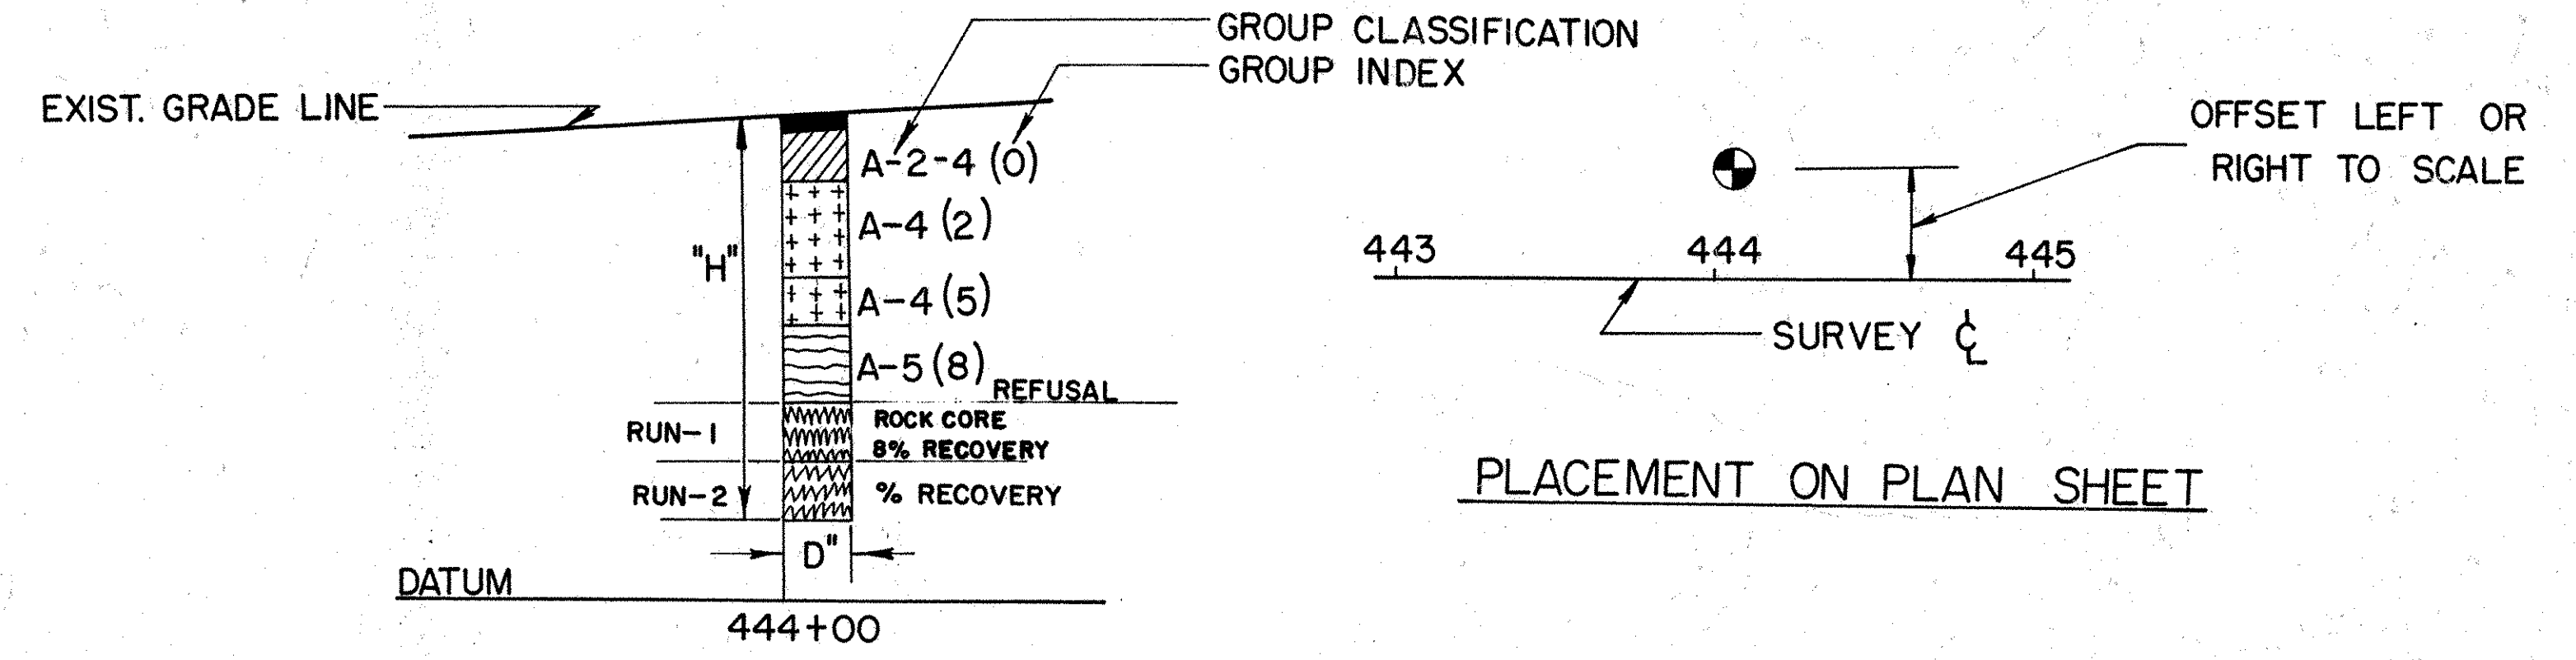 GROUP CLASSIFICATION
GROUP INDEX
EXIST. GRADE LINE
A-2-4 (0)
"H"
A-4 (2)
A-4 (5)
A-5 (8)
REFUSAL
RUN-1
ROCK CORE
8% RECOVERY
RUN-2
% RECOVERY
D"
DATUM
444+00
OFFSET LEFT OR
RIGHT TO SCALE
443
444
445
SURVEY ℄
PLACEMENT ON PLAN SHEET